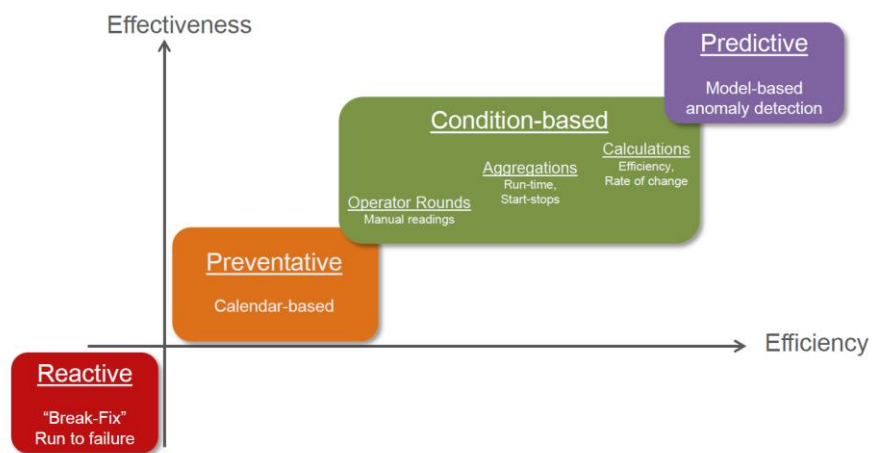 Effectiveness
Predictive
Model-based
anomaly detection
Condition-based
Calculations
Efficiency,
Rate of change
Aggregations
Run-time,
Start-stops
Operator Rounds
Manual readings
Preventative
Calendar-based
Efficiency
Reactive
“Break-Fix”
Run to failure